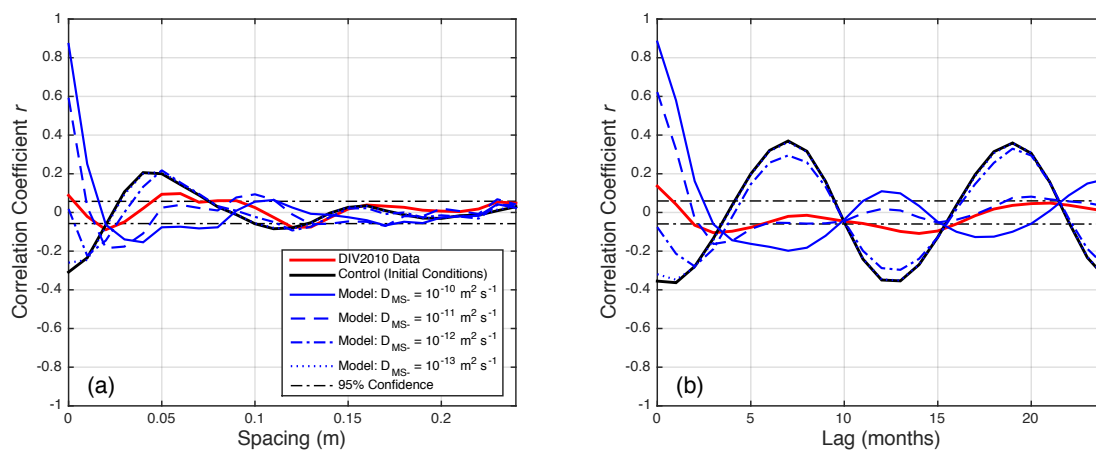 1
0.8
0.6
0.4
0.2
0
-0.2
-0.4
-0.6
-0.8
-1
Correlation Coefficient r
0
0.05
0.1
0.15
0.2
Spacing (m)
(a)
DIV2010 Data
Control (Initial Conditions)
Model: D_MS- = 10^-10 m^2 s^-1
Model: D_MS- = 10^-11 m^2 s^-1
Model: D_MS- = 10^-12 m^2 s^-1
Model: D_MS- = 10^-13 m^2 s^-1
95% Confidence
1
0.8
0.6
0.4
0.2
0
-0.2
-0.4
-0.6
-0.8
-1
Correlation Coefficient r
0
5
10
15
20
Lag (months)
(b)